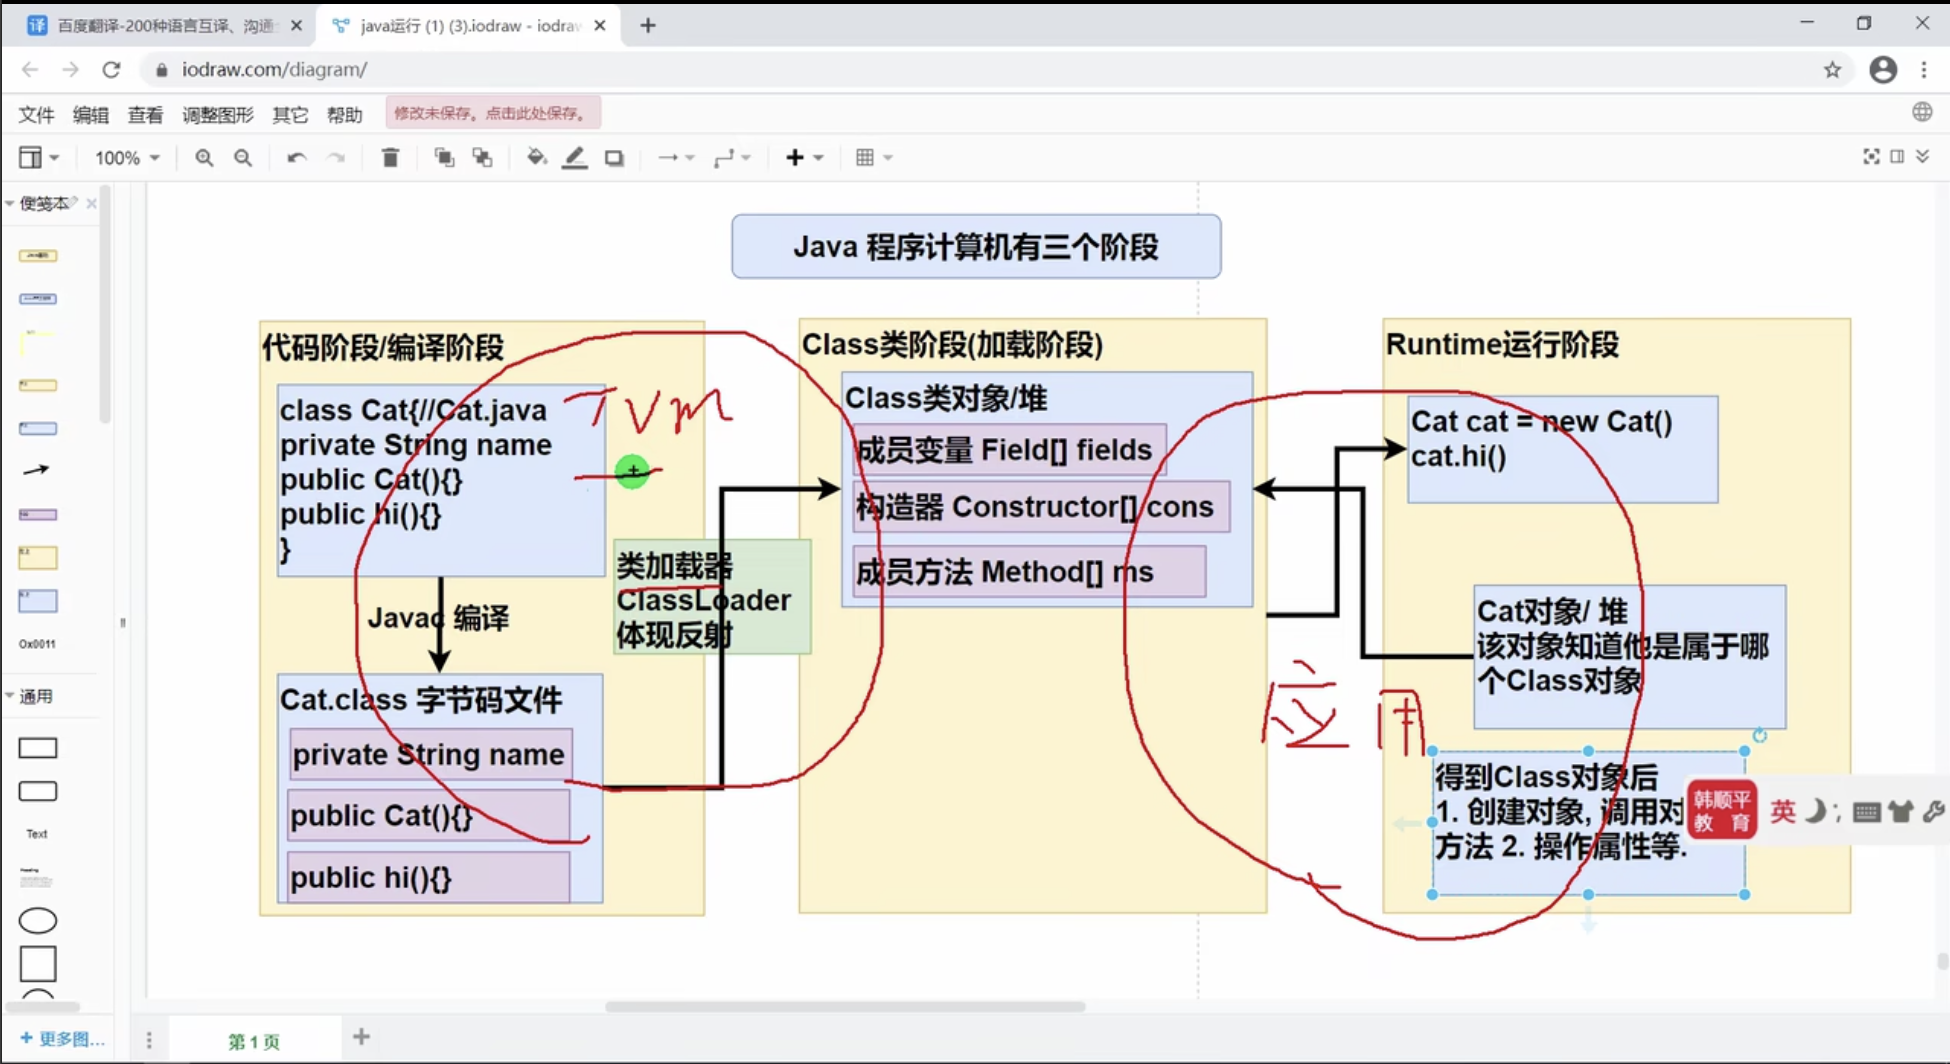 百度翻译-200种语言互译、沟通
java运行 (1) (3).iodraw - iodraw
iodraw.com/diagram/
文件 编辑 查看 调整图形 其它 帮助
修改未保存。点击此处保存。
100%
便笺本
Java 程序计算机有三个阶段
代码阶段/编译阶段
class Cat{//Cat.java
private String name
public Cat(){}
public hi(){}
}
Javac 编译
Cat.class 字节码文件
private String name
public Cat(){}
public hi(){}
类加载器
ClassLoader
体现反射
Class类阶段(加载阶段)
Class类对象/堆
成员变量 Field[] fields
构造器 Constructor[] cons
成员方法 Method[] ms
应用
Runtime运行阶段
Cat cat = new Cat()
cat.hi()
Cat对象/ 堆
该对象知道他是属于哪
个Class对象
得到Class对象后
1. 创建对象, 调用对
方法 2. 操作属性等.
韩顺平
教 育
英
Ox0011
通用
Text
更多图...
第 1 页